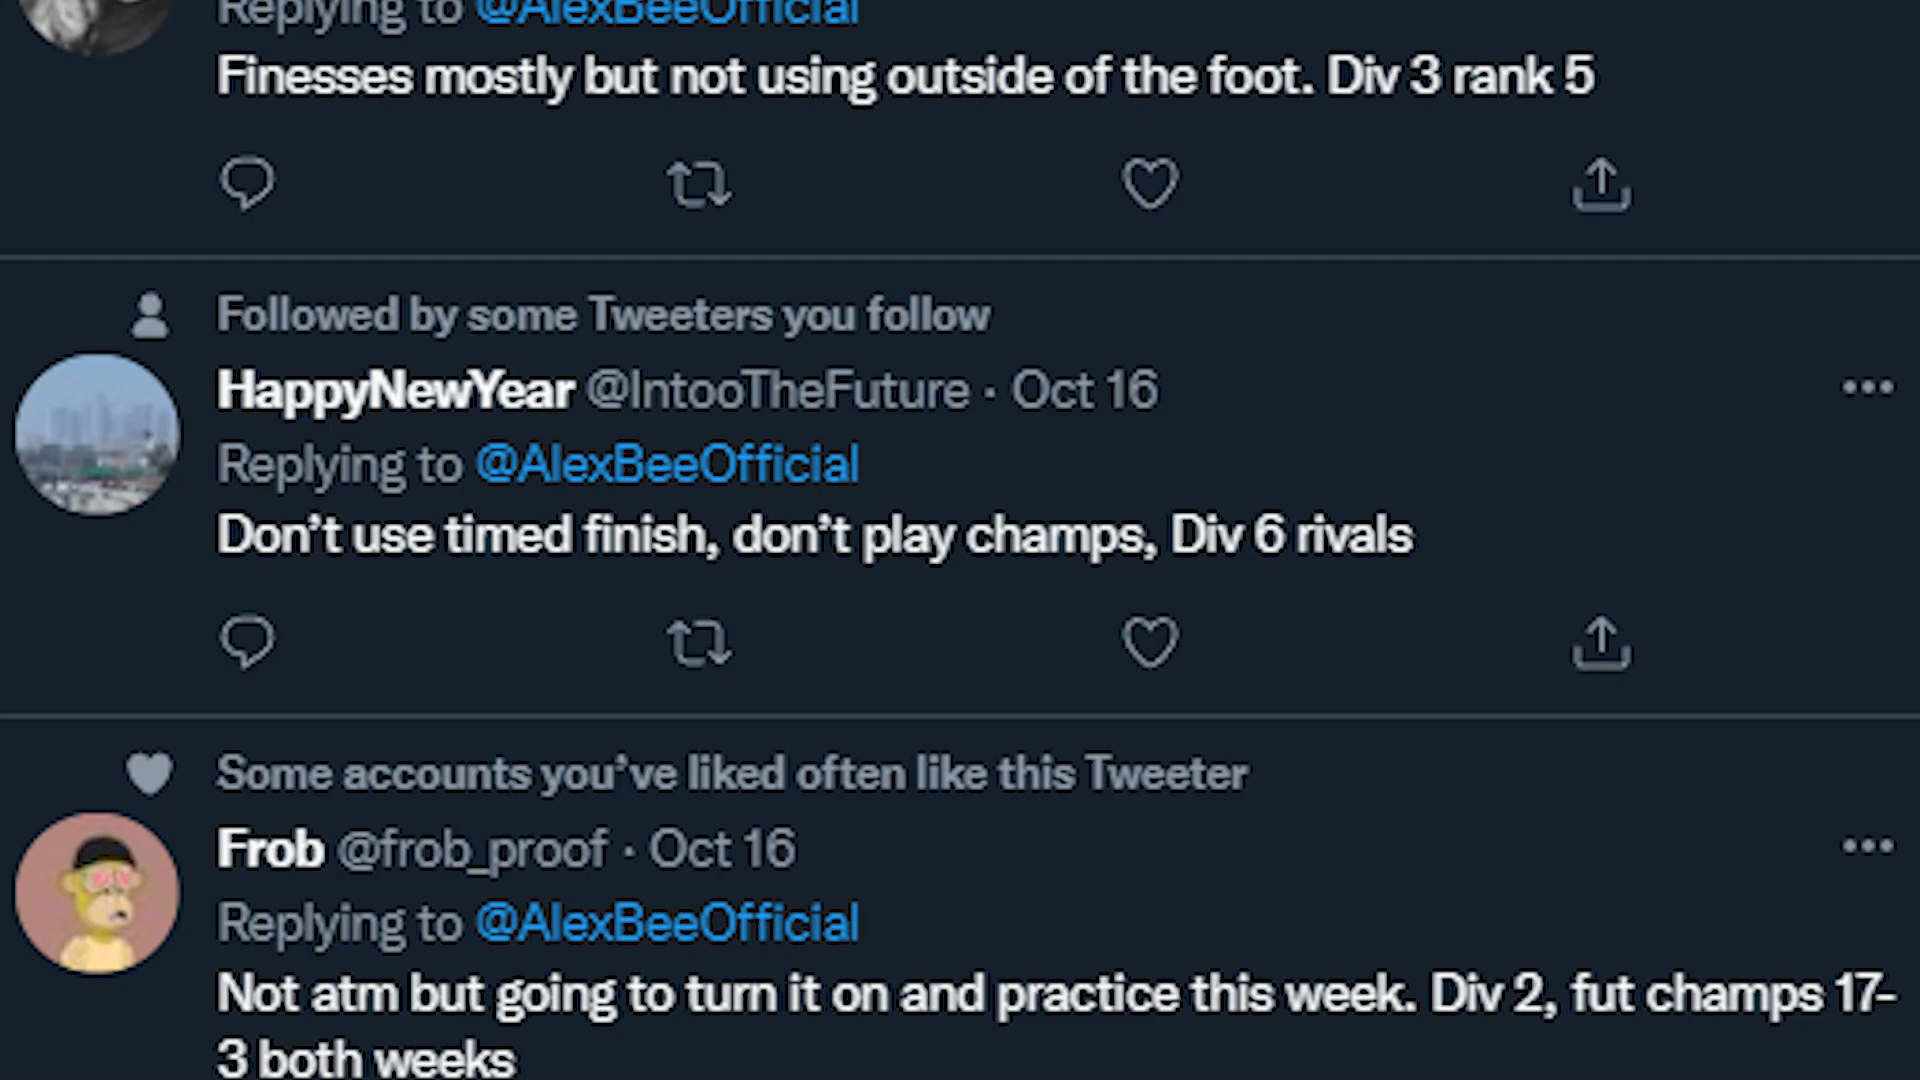 Replying to @AlexBeeOfficial
Finesses mostly but not using outside of the foot. Div 3 rank 5
Followed by some Tweeters you follow
HappyNewYear @IntooTheFuture · Oct 16
Replying to @AlexBeeOfficial
Don’t use timed finish, don’t play champs, Div 6 rivals
Some accounts you’ve liked often like this Tweeter
Frob @frob_proof · Oct 16
Replying to @AlexBeeOfficial
Not atm but going to turn it on and practice this week. Div 2, fut champs 17-
3 both weeks